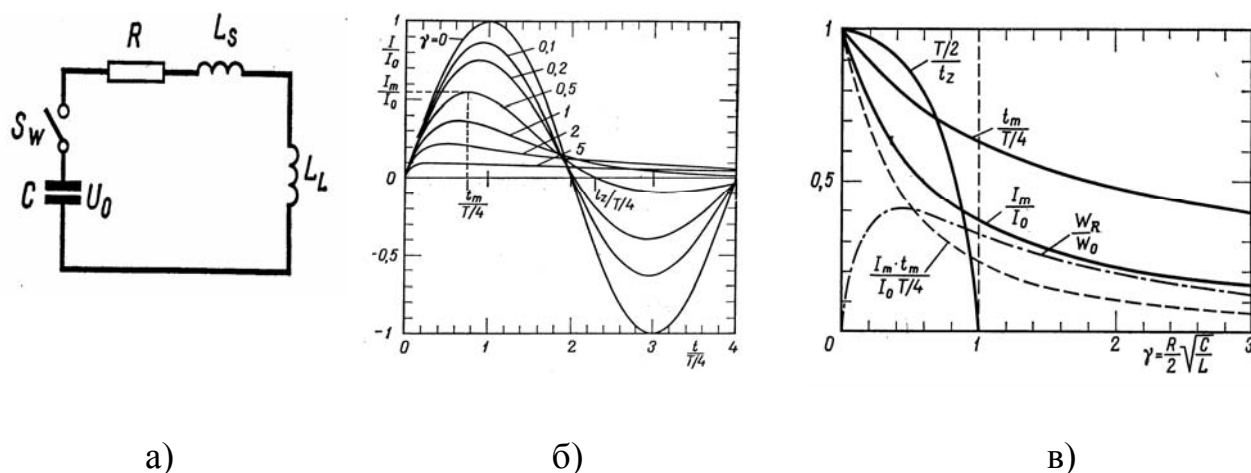 R
L_S
S_W
L_L
C
U_0
а)
I/I_0
I_m/I_0
γ=0
0,1
0,2
0,5
1
2
5
1
0,5
0
-0,5
-1
t_m/T/4
t_z/T/4
0
1
2
3
4
t/T/4
б)
1
0,5
0
T/2/t_z
t_m/T/4
I_m/I_0
W_R/W_0
I_m·t_m/I_0 T/4
0
1
2
3
γ=R/2√C/L
в)